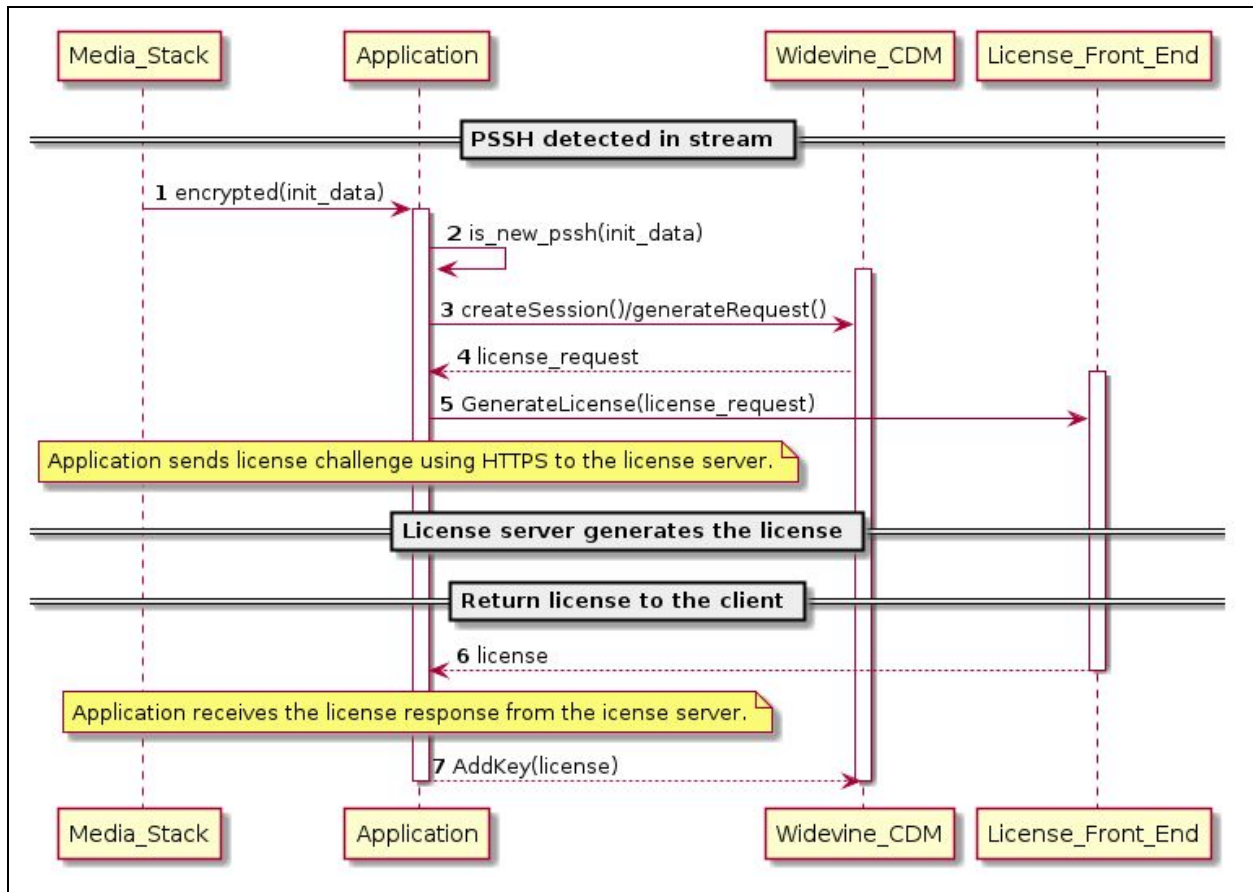 Media_Stack Application Widevine_CDM License_Front_End
PSSH detected in stream
1 encrypted(init_data)
2 is_new_pssh(init_data)
3 createSession()/generateRequest()
4 license_request
5 GenerateLicense(license_request)
Application sends license challenge using HTTPS to the license server.
License server generates the license
Return license to the client
6 license
Application receives the license response from the icense server.
7 AddKey(license)
Media_Stack Application Widevine_CDM License_Front_End